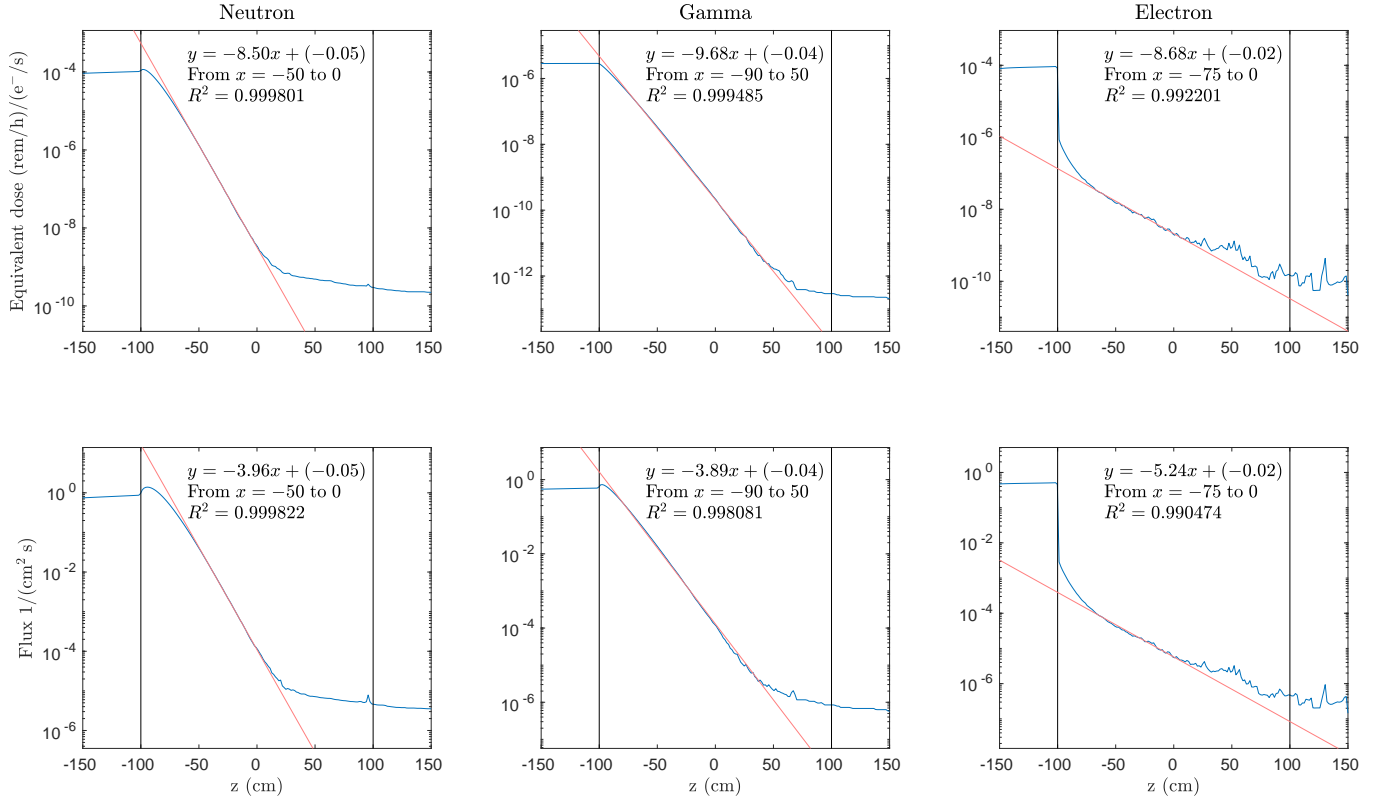 Neutron
Gamma
Electron
Equivalent dose (rem/h)/(e⁻/s)
10⁻⁴
10⁻⁶
10⁻⁸
10⁻¹⁰
y = −8.50x + (−0.05)
From x = −50 to 0
R² = 0.999801
-150 -100 -50 0 50 100 150
10⁻⁶
10⁻⁸
10⁻¹⁰
10⁻¹²
y = −9.68x + (−0.04)
From x = −90 to 50
R² = 0.999485
-150 -100 -50 0 50 100 150
10⁻⁴
10⁻⁶
10⁻⁸
10⁻¹⁰
y = −8.68x + (−0.02)
From x = −75 to 0
R² = 0.992201
-150 -100 -50 0 50 100 150
Flux 1/(cm² s)
10⁰
10⁻²
10⁻⁴
10⁻⁶
y = −3.96x + (−0.05)
From x = −50 to 0
R² = 0.999822
-150 -100 -50 0 50 100 150
z (cm)
10⁰
10⁻²
10⁻⁴
10⁻⁶
y = −3.89x + (−0.04)
From x = −90 to 50
R² = 0.998081
-150 -100 -50 0 50 100 150
z (cm)
10⁰
10⁻²
10⁻⁴
10⁻⁶
y = −5.24x + (−0.02)
From x = −75 to 0
R² = 0.990474
-150 -100 -50 0 50 100 150
z (cm)